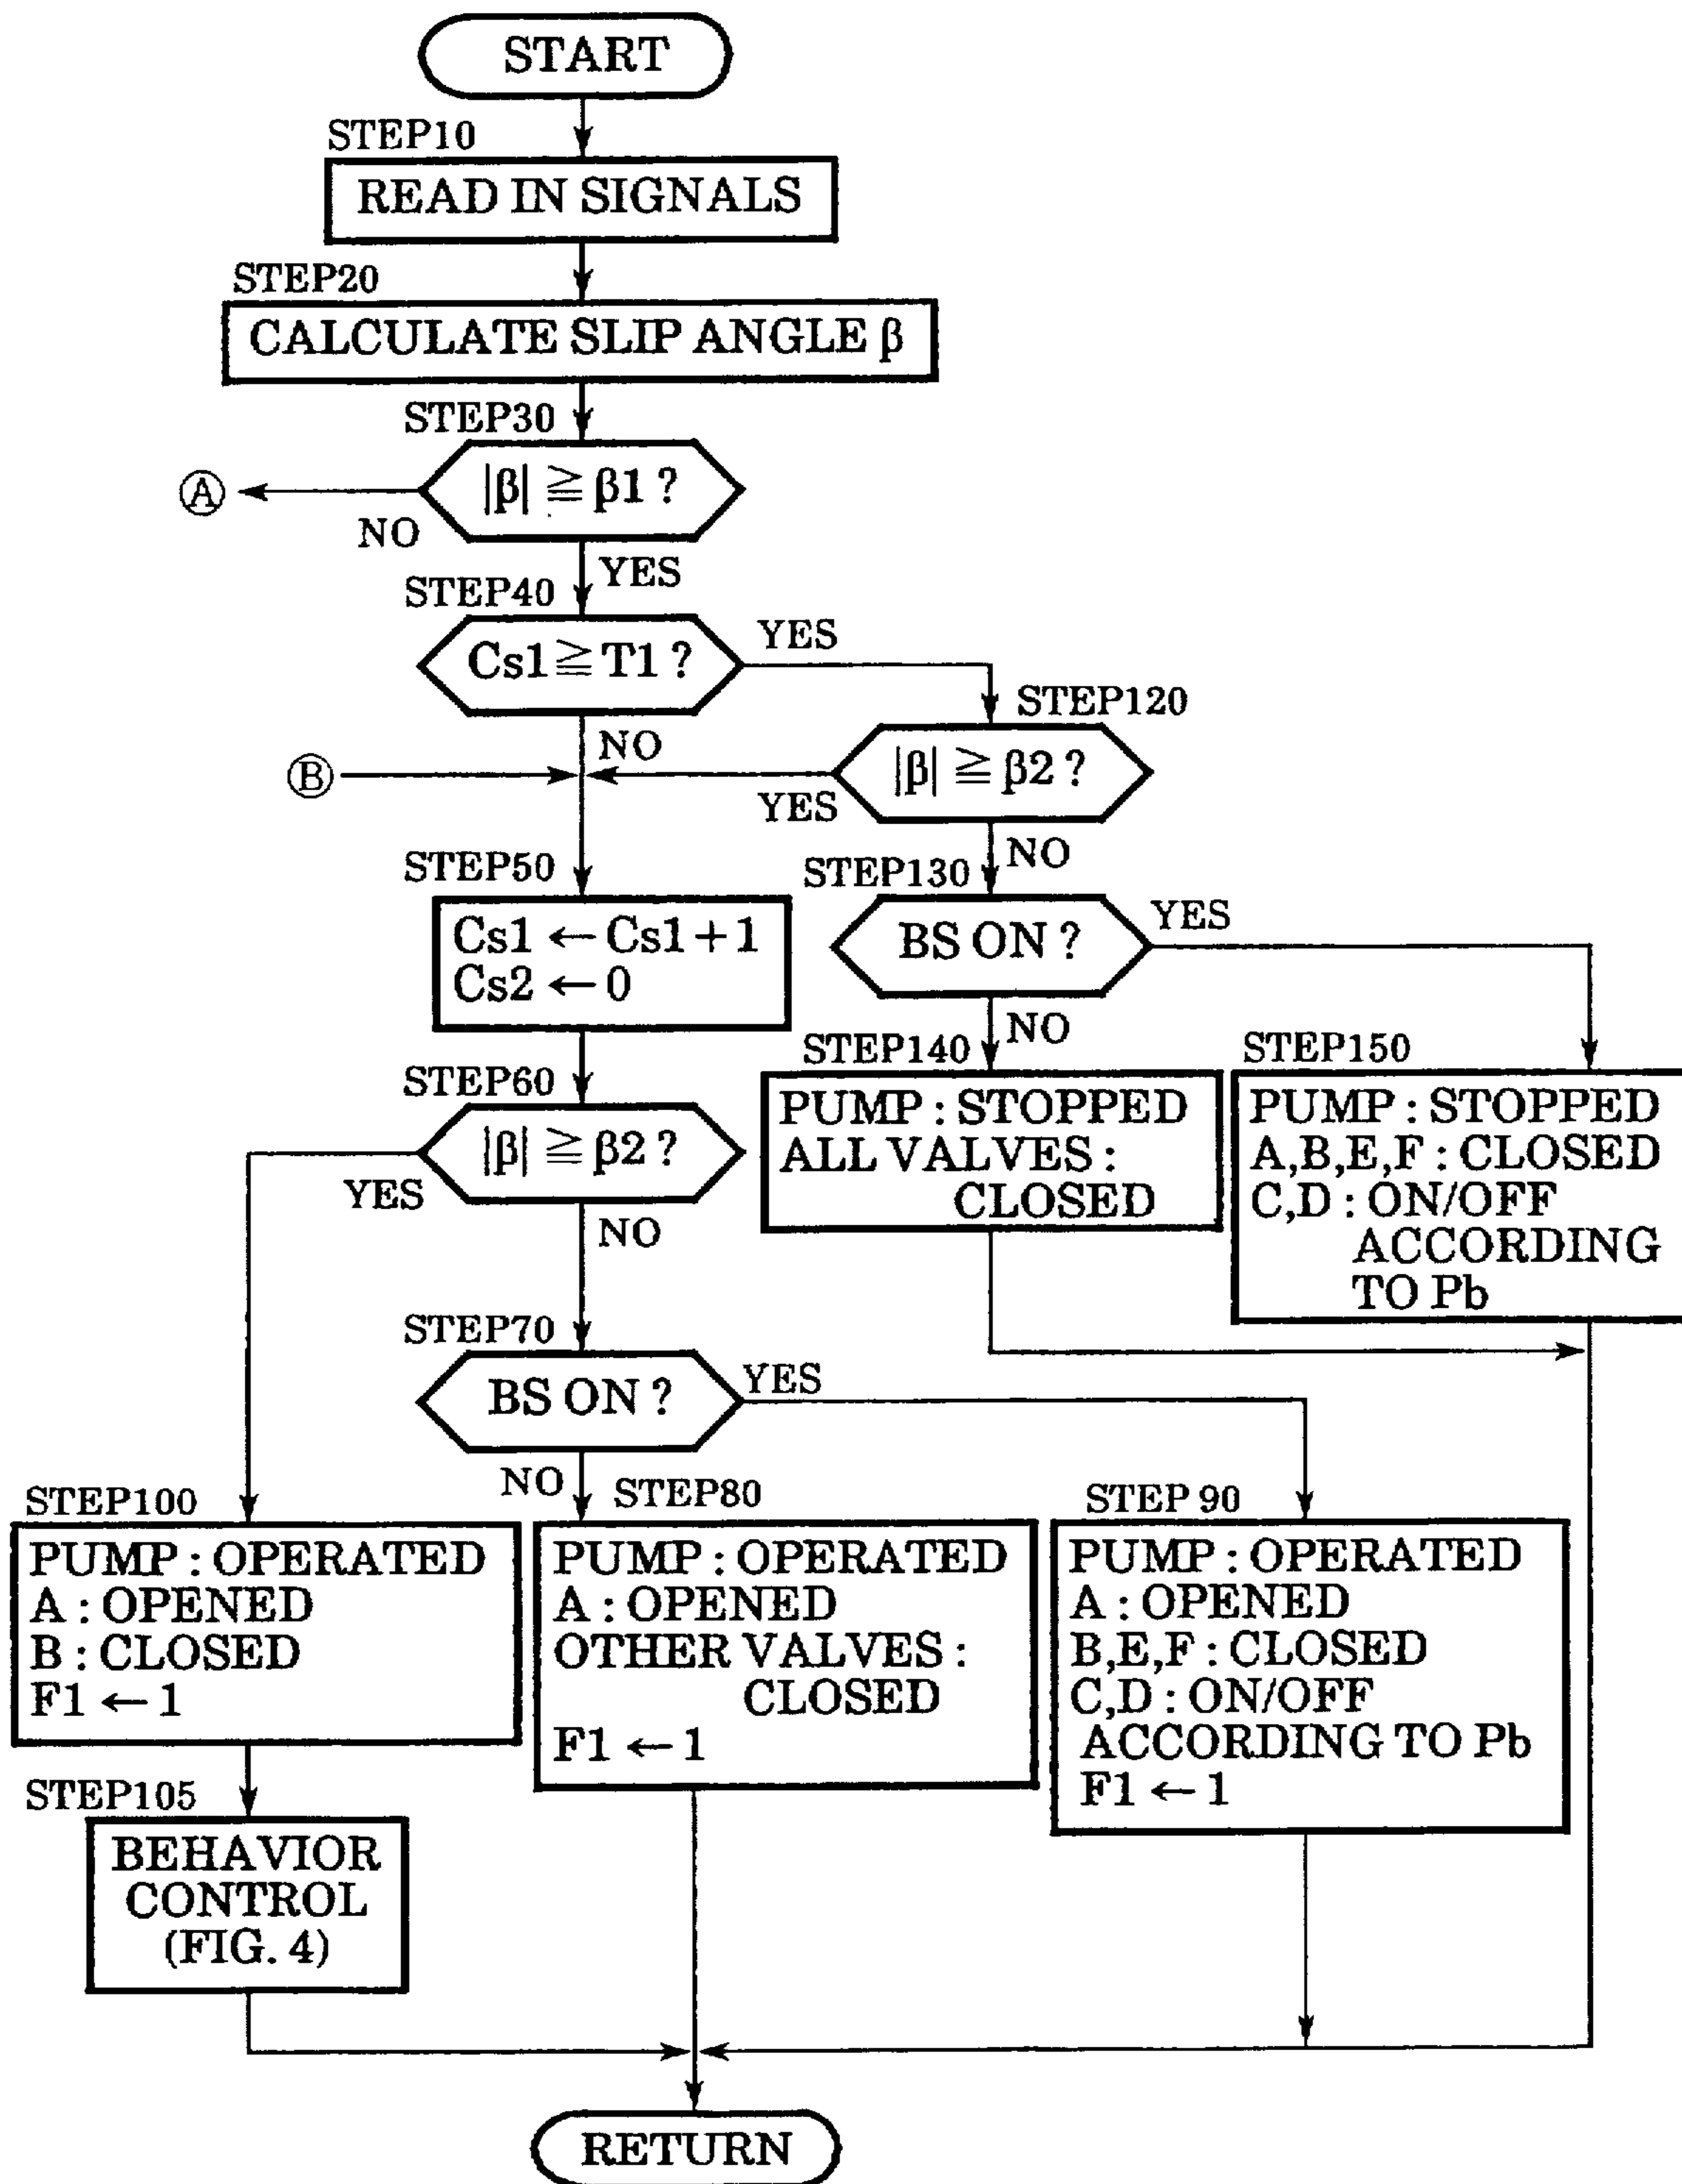 START
STEP10
READ IN SIGNALS
STEP20
CALCULATE SLIP ANGLE β
STEP30
|β| ≧ β1 ?
Ⓐ
NO
YES
STEP40
Cs1 ≧ T1 ?
YES
STEP120
NO
|β| ≧ β2 ?
Ⓑ
YES
NO
STEP50
STEP130
Cs1 ← Cs1 + 1
Cs2 ← 0
BS ON ?
YES
NO
STEP60
STEP140
STEP150
|β| ≧ β2 ?
YES
NO
PUMP : STOPPED
ALL VALVES :
CLOSED
PUMP : STOPPED
A,B,E,F : CLOSED
C,D : ON/OFF
ACCORDING
TO Pb
STEP70
BS ON ?
YES
NO
STEP100
STEP80
STEP 90
PUMP : OPERATED
A : OPENED
B : CLOSED
F1 ← 1
PUMP : OPERATED
A : OPENED
OTHER VALVES :
CLOSED
F1 ← 1
PUMP : OPERATED
A : OPENED
B,E,F : CLOSED
C,D : ON/OFF
ACCORDING TO Pb
F1 ← 1
STEP105
BEHAVIOR
CONTROL
(FIG. 4)
RETURN